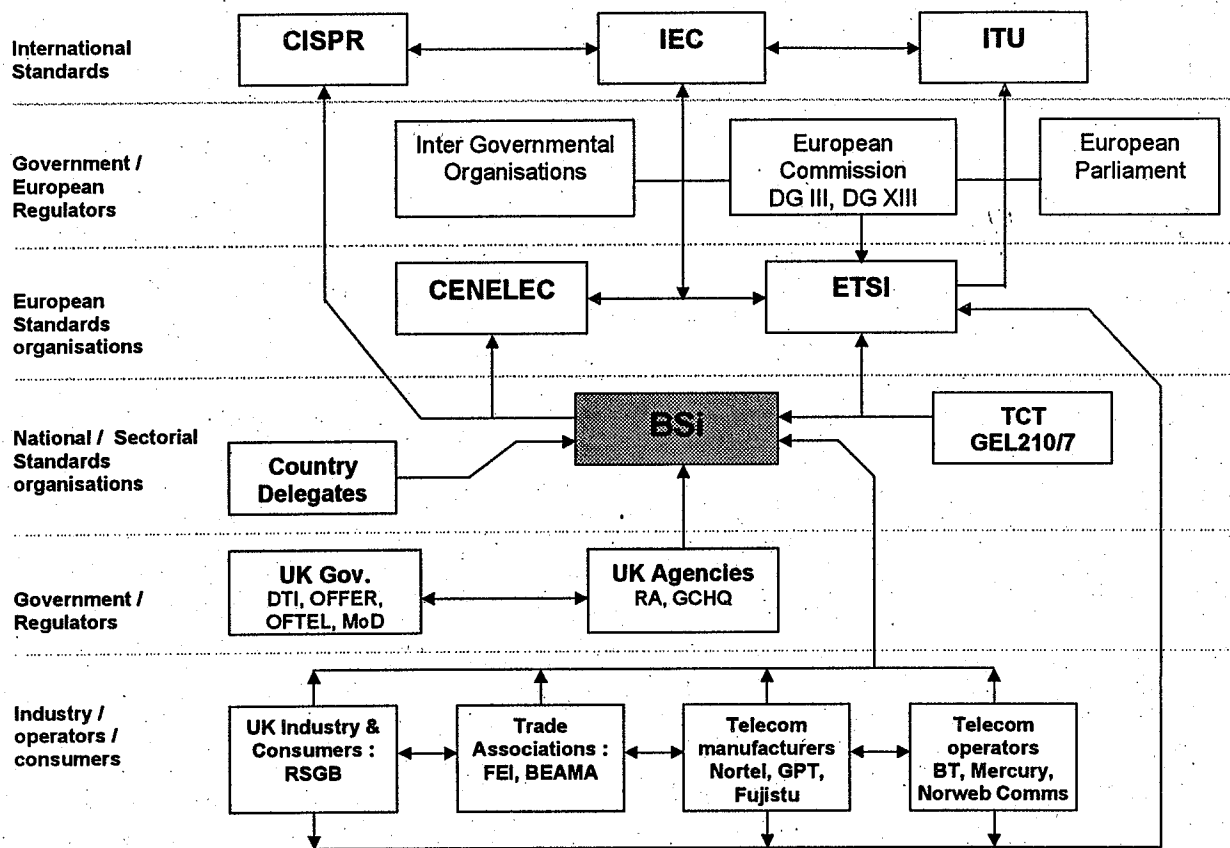 International
Standards
CISPR
IEC
ITU
Government /
European
Regulators
Inter Governmental
Organisations
European
Commission
DG III, DG XIII
European
Parliament
European
Standards
organisations
CENELEC
ETSI
National / Sectorial
Standards
organisations
BSi
TCT
GEL210/7
Country
Delegates
Government /
Regulators
UK Gov.
DTI, OFFER,
OFTEL, MoD
UK Agencies
RA, GCHQ
Industry /
operators /
consumers
UK Industry &
Consumers :
RSGB
Trade
Associations :
FEI, BEAMA
Telecom
manufacturers
Nortel, GPT,
Fujistu
Telecom
operators
BT, Mercury,
Norweb Comms